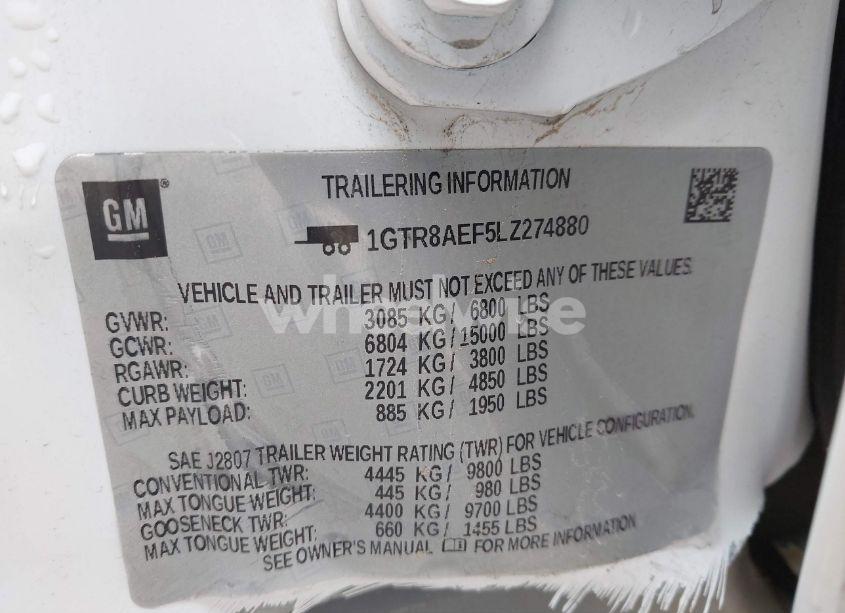 GM
TRAILERING INFORMATION
1GTR8AEF5LZ274880
VEHICLE AND TRAILER MUST NOT EXCEED ANY OF THESE VALUES.
GVWR: 3085 KG/ 6800 LBS
GCWR: 6804 KG/15000 LBS
RGAWR: 1724 KG/ 3800 LBS
CURB WEIGHT: 2201 KG/ 4850 LBS
MAX PAYLOAD: 885 KG/ 1950 LBS
SAE J2807 TRAILER WEIGHT RATING (TWR) FOR VEHICLE CONFIGURATION.
CONVENTIONAL TWR: 4445 KG/ 9800 LBS
MAX TONGUE WEIGHT: 445 KG/ 980 LBS
GOOSENECK TWR: 4400 KG/ 9700 LBS
MAX TONGUE WEIGHT: 660 KG/ 1455 LBS
SEE OWNER'S MANUAL FOR MORE INFORMATION